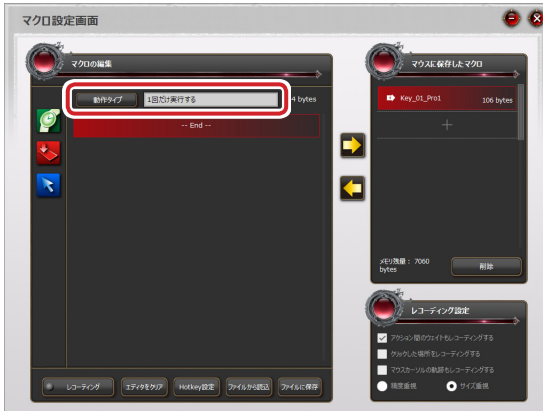 マクロ設定画面
マクロの編集
動作タイプ
1回だけ実行する
4 bytes
-- End --
レコーディング
エディタをクリア
Hotkey設定
ファイルから読込
ファイルに保存
マウスに保存したマクロ
Key_01_Pro1
106 bytes
メモリ残量： 7060
bytes
削除
レコーディング設定
アクション間のウェイトもレコーディングする
クリックした場所をレコーディングする
マウスカーソルの軌跡もレコーディングする
精度重視
サイズ重視